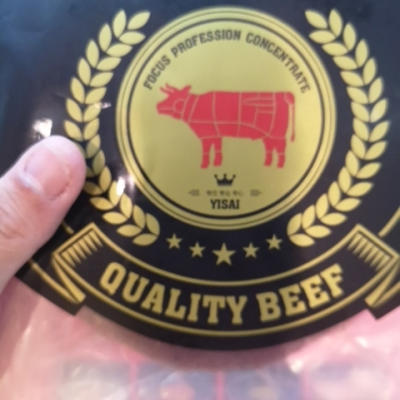 FOCUS PROFESSION CONCENTRATE
YISAI
QUALITY BEEF